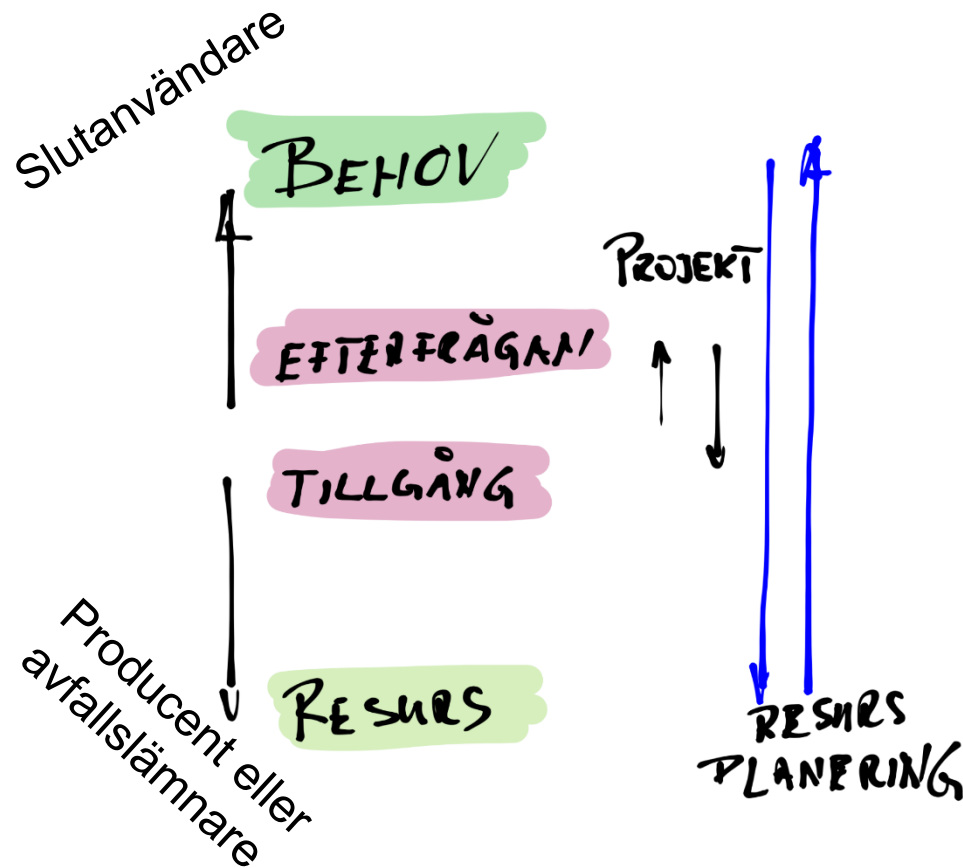 Slutanvändare
BEHOV
PROJEKT
EFTERFRÅGAN
TILLGÅNG
Producent eller
avfallslämnare
RESURS
RESURS
PLANERING